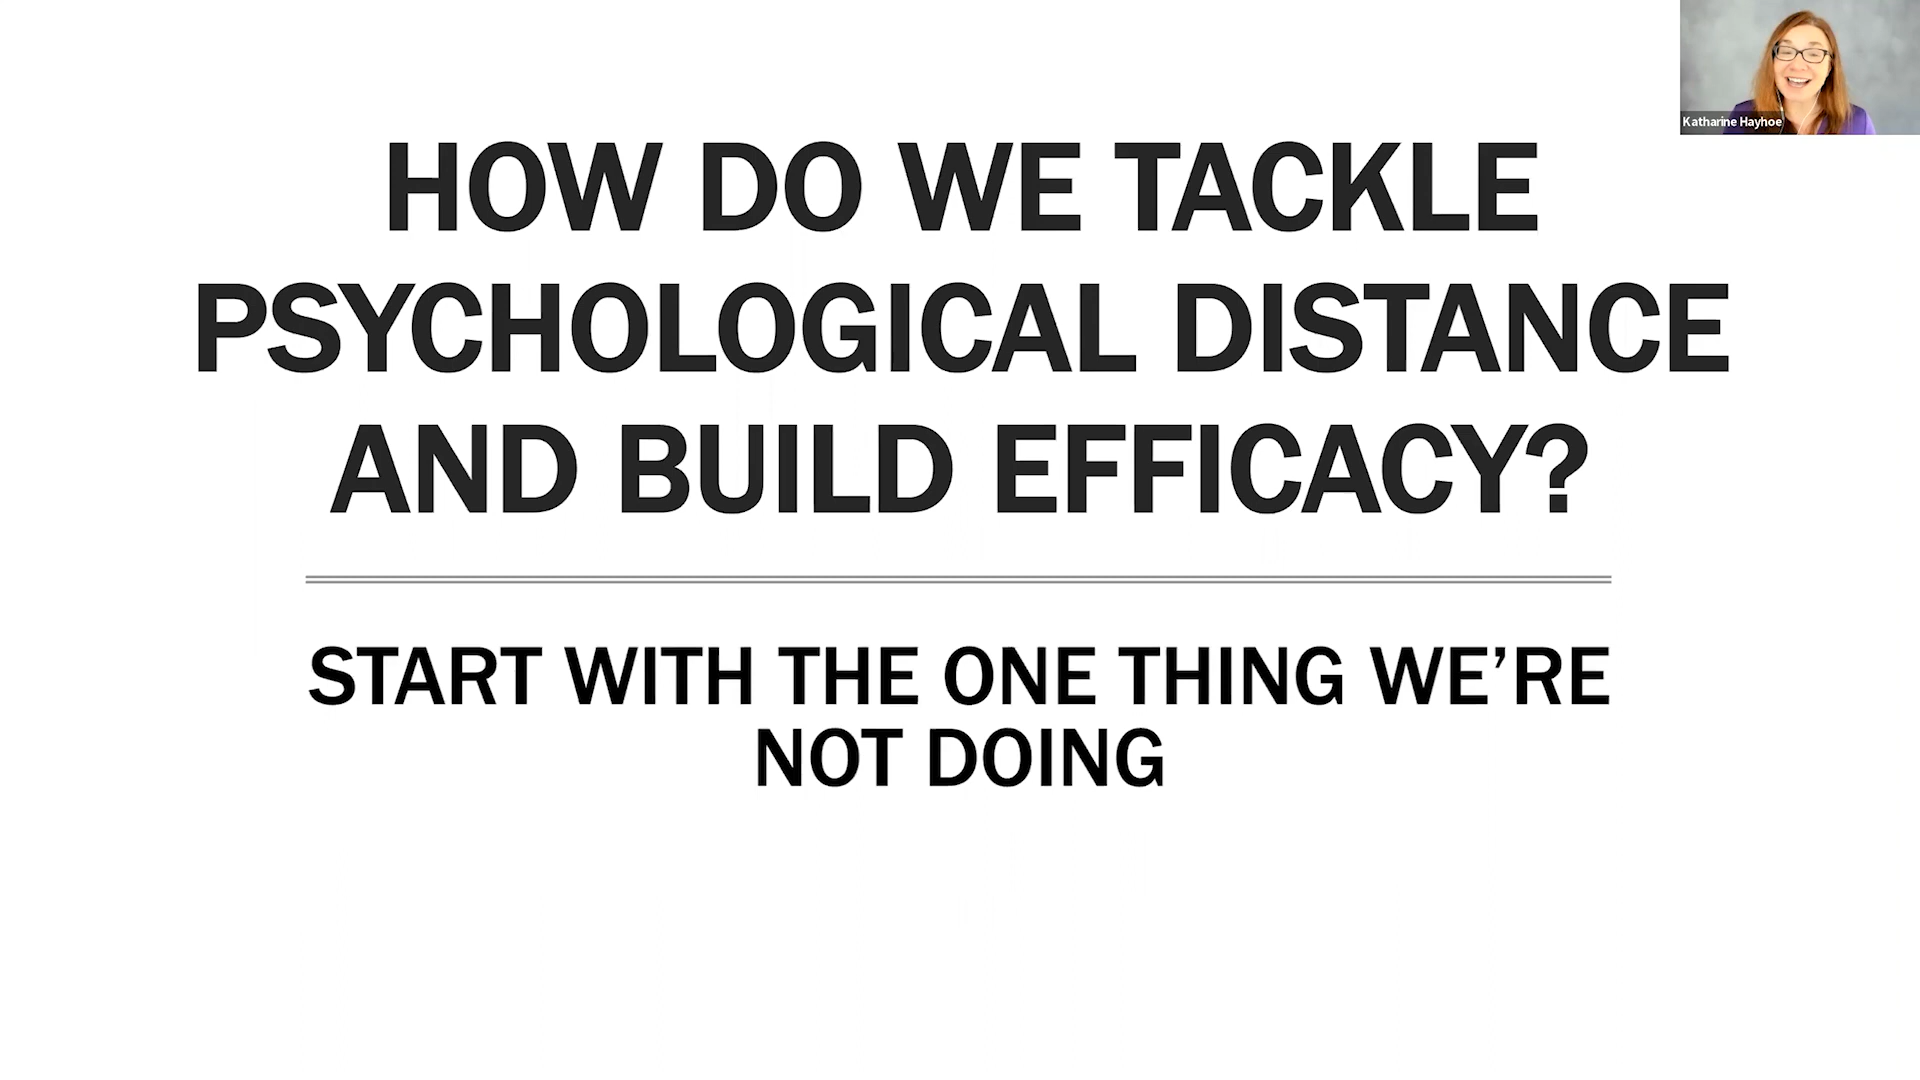 Katharine Hayhoe
HOW DO WE TACKLE
PSYCHOLOGICAL DISTANCE
AND BUILD EFFICACY?
START WITH THE ONE THING WE’RE
NOT DOING